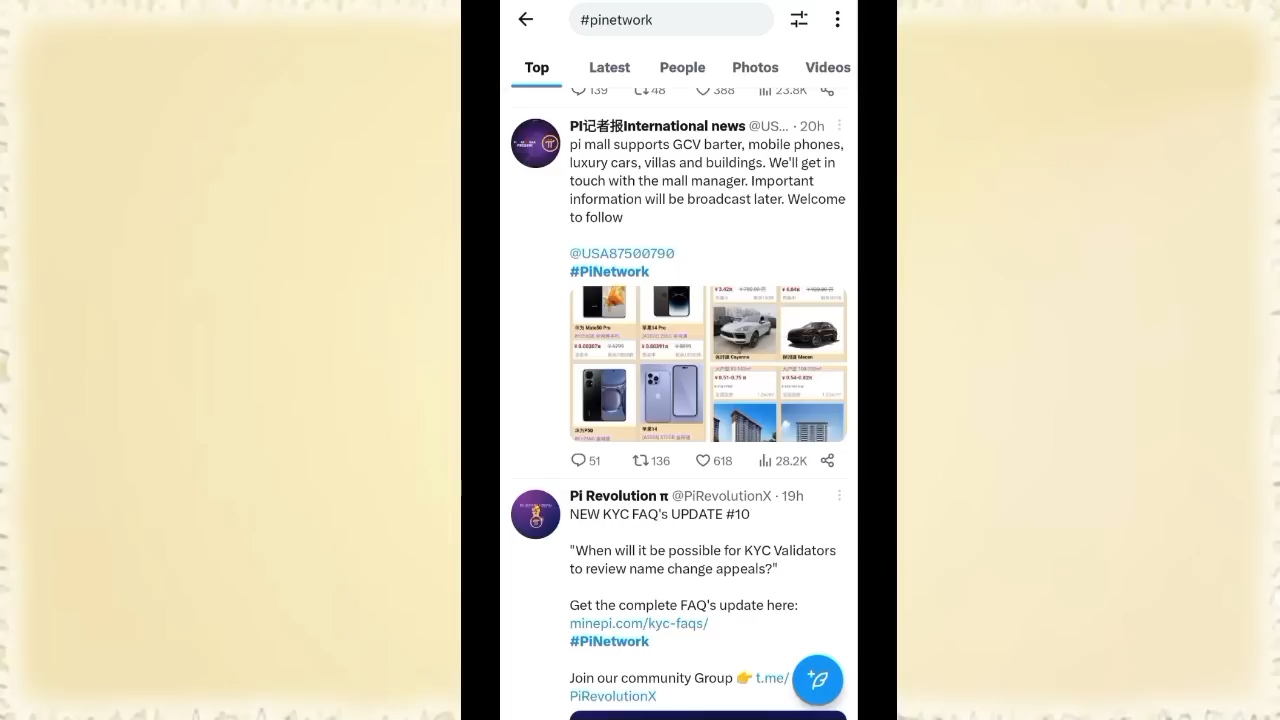 #pinetwork
Top Latest People Photos Videos
139 48 388 23.8K
PI记者报International news @US... · 20h
pi mall supports GCV barter, mobile phones,
luxury cars, villas and buildings. We'll get in
touch with the mall manager. Important
information will be broadcast later. Welcome
to follow
@USA87500790
#PiNetwork
51 136 618 28.2K
Pi Revolution π @PiRevolutionX · 19h
NEW KYC FAQ's UPDATE #10
"When will it be possible for KYC Validators
to review name change appeals?"
Get the complete FAQ's update here:
minepi.com/kyc-faqs/
#PiNetwork
Join our community Group 👉 t.me/
PiRevolutionX